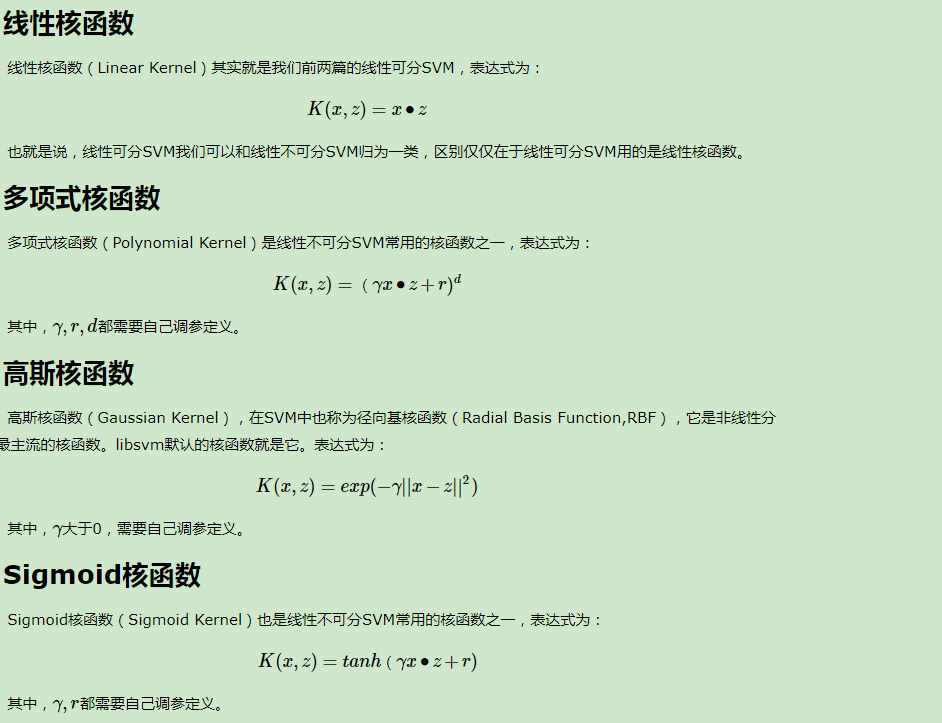 线性核函数
线性核函数（Linear Kernel）其实就是我们前两篇的线性可分SVM，表达式为：
K(x, z) = x • z
也就是说，线性可分SVM我们可以和线性不可分SVM归为一类，区别仅仅在于线性可分SVM用的是线性核函数。
多项式核函数
多项式核函数（Polynomial Kernel）是线性不可分SVM常用的核函数之一，表达式为：
K(x, z) =（γx • z + r)^d
其中，γ, r, d都需要自己调参定义。
高斯核函数
高斯核函数（Gaussian Kernel），在SVM中也称为径向基核函数（Radial Basis Function,RBF），它是非线性分
最主流的核函数。libsvm默认的核函数就是它。表达式为：
K(x, z) = exp(−γ||x − z||²)
其中，γ大于0，需要自己调参定义。
Sigmoid核函数
Sigmoid核函数（Sigmoid Kernel）也是线性不可分SVM常用的核函数之一，表达式为：
K(x, z) = tanh（γx • z + r)
其中，γ, r都需要自己调参定义。